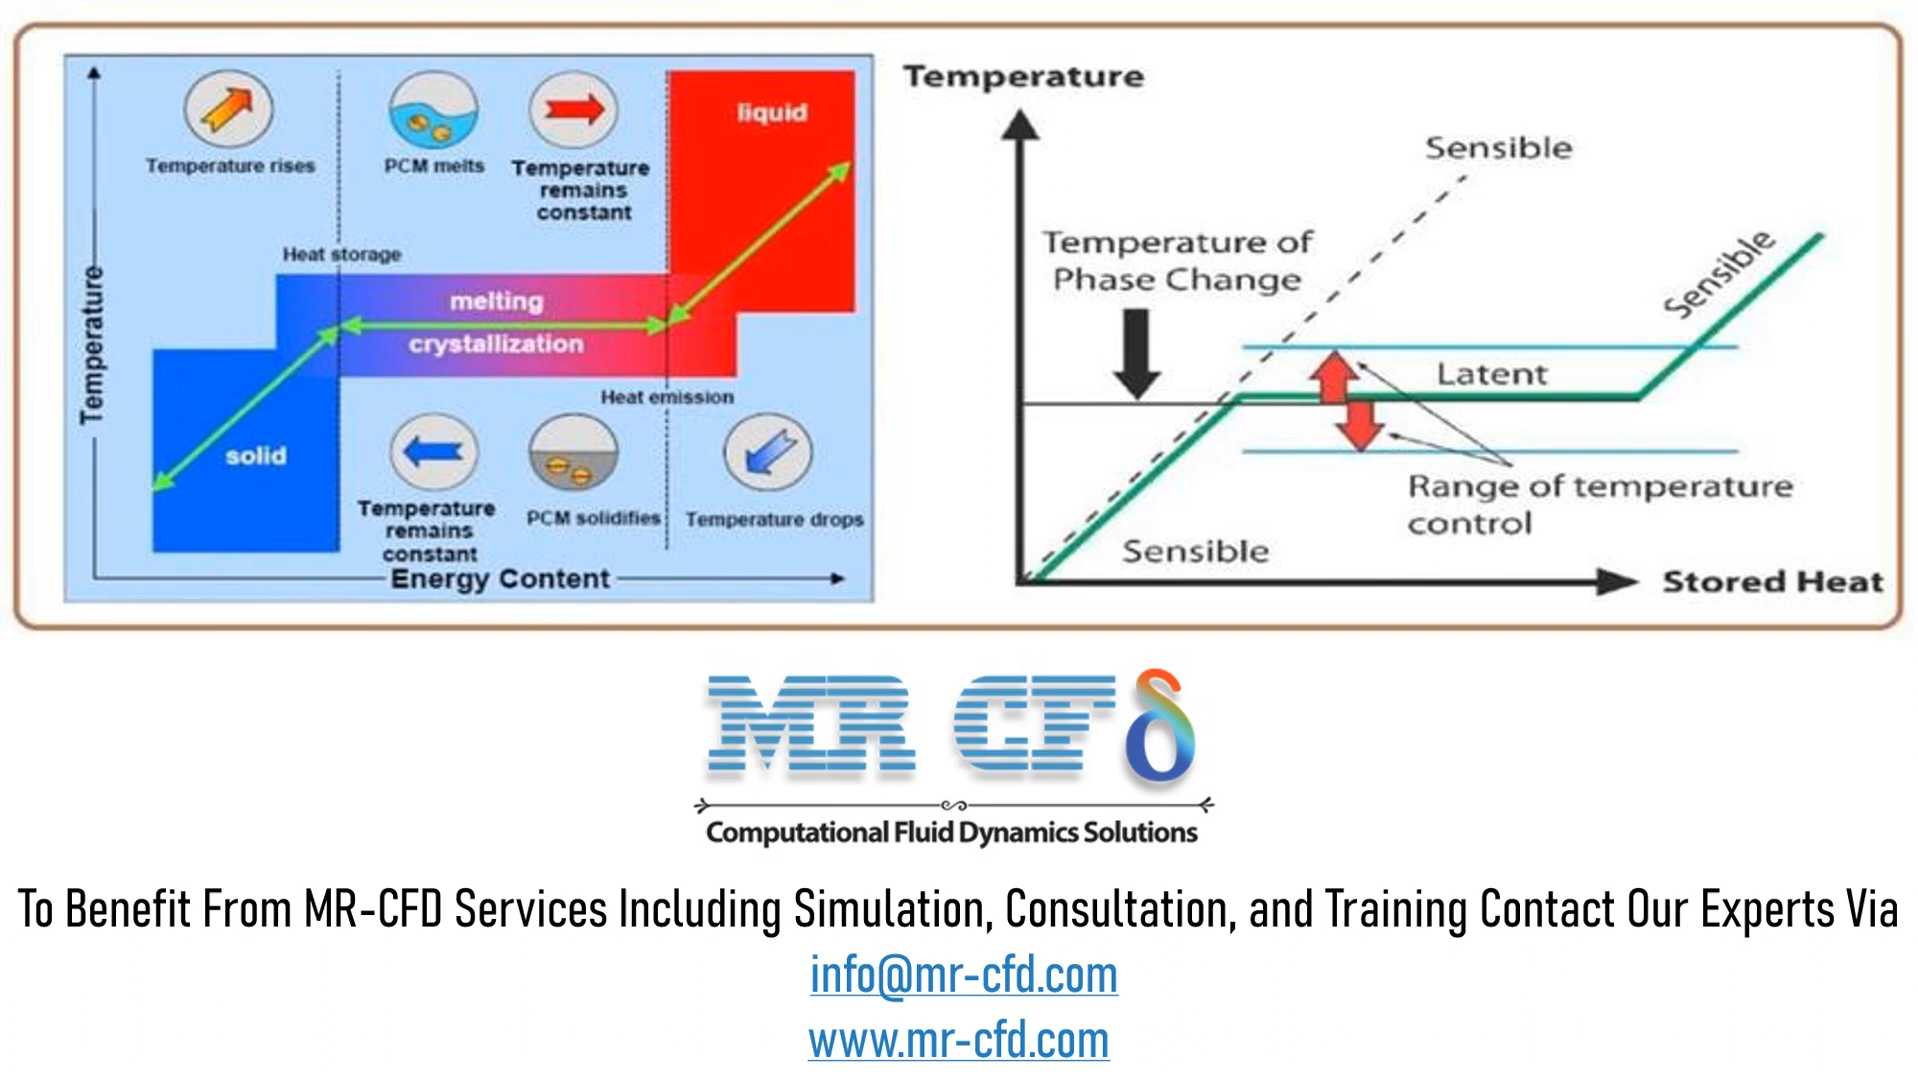 Temperature rises
PCM melts
Temperature
remains
constant
liquid
Heat storage
melting
crystallization
Heat emission
solid
Temperature
remains
constant
PCM solidifies
Temperature drops
Temperature
Energy Content
Temperature
Sensible
Temperature of
Phase Change
Sensible
Latent
Range of temperature
control
Sensible
Stored Heat
MR CFδ
Computational Fluid Dynamics Solutions
To Benefit From MR-CFD Services Including Simulation, Consultation, and Training Contact Our Experts Via
info@mr-cfd.com
www.mr-cfd.com